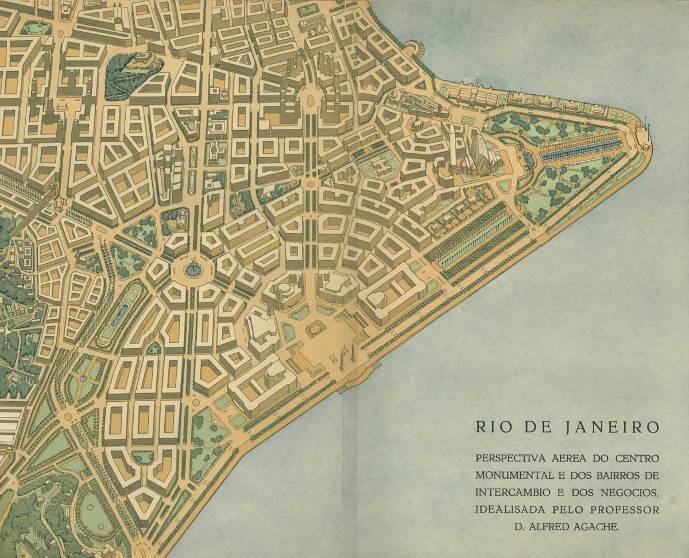 RIO DE JANEIRO
PERSPECTIVA AEREA DO CENTRO
MONUMENTAL E DOS BAIRROS DE
INTERCAMBIO E DOS NEGOCIOS,
IDEALISADA PELO PROFESSOR
D. ALFRED AGACHE.